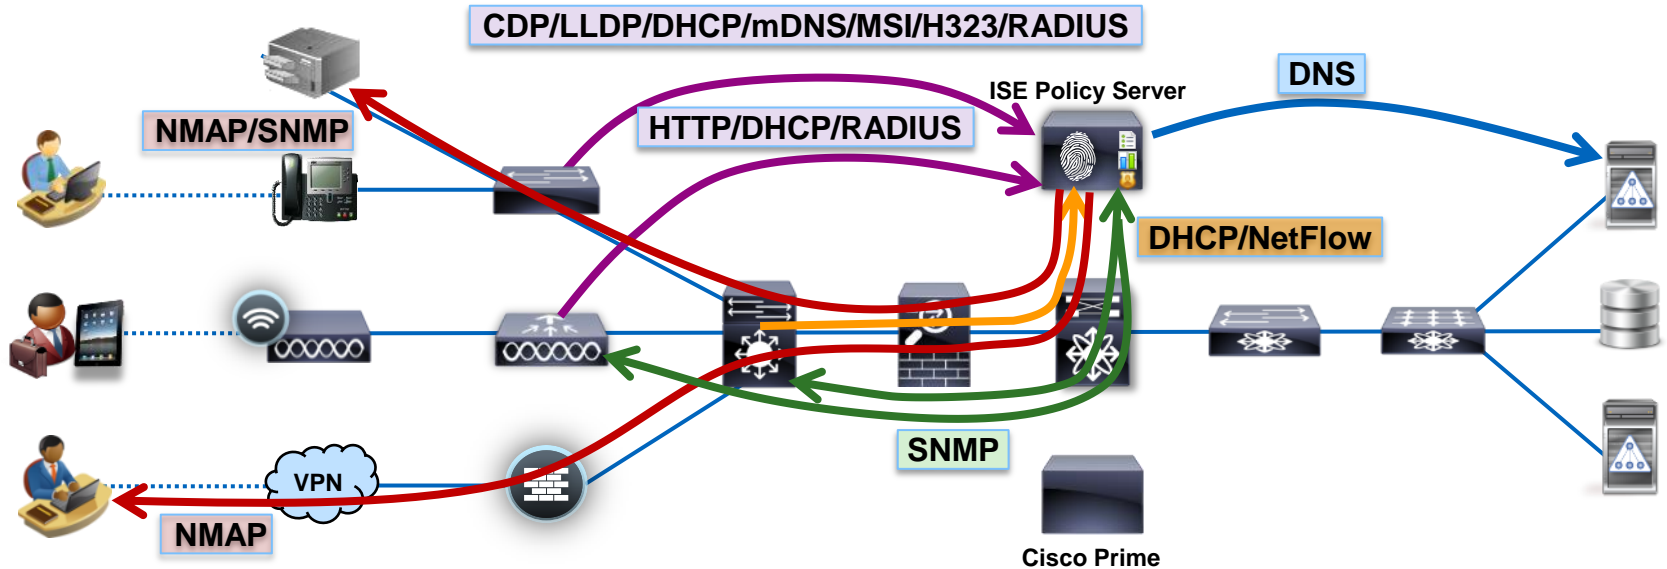 CDP/LLDP/DHCP/mDNS/MSI/H323/RADIUS
DNS
ISE Policy Server
NMAP/SNMP
HTTP/DHCP/RADIUS
DHCP/NetFlow
SNMP
VPN
NMAP
Cisco Prime